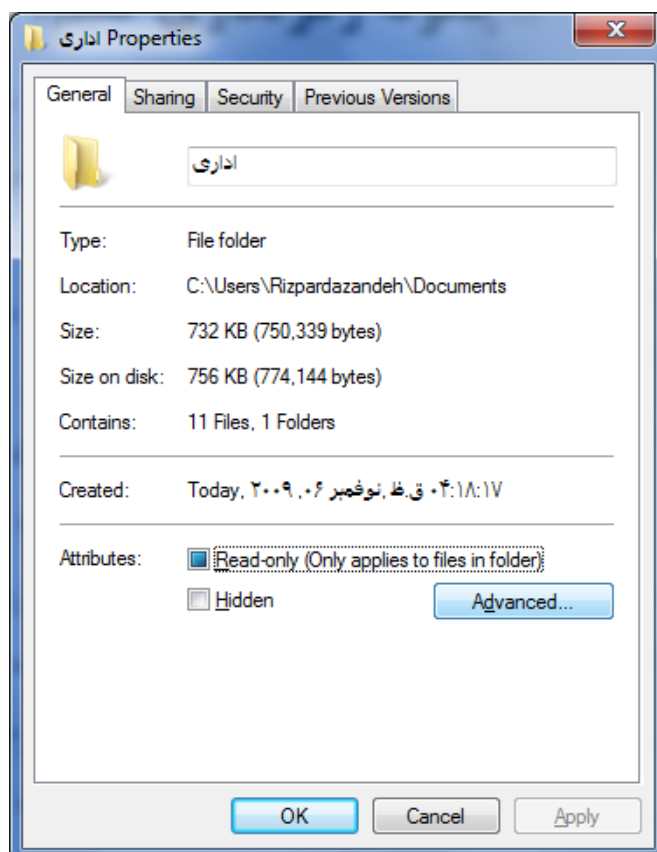 اداری Properties
General Sharing Security Previous Versions
اداری
Type: File folder
Location: C:\Users\Rizpardazandeh\Documents
Size: 732 KB (750,339 bytes)
Size on disk: 756 KB (774,144 bytes)
Contains: 11 Files, 1 Folders
Created: Today, ۰۴:۱۸:۱۷ ق.ظ ,نوفمبر ۰۶, ۲۰۰۹
Attributes: Read-only (Only applies to files in folder)
Hidden Advanced...
OK Cancel Apply